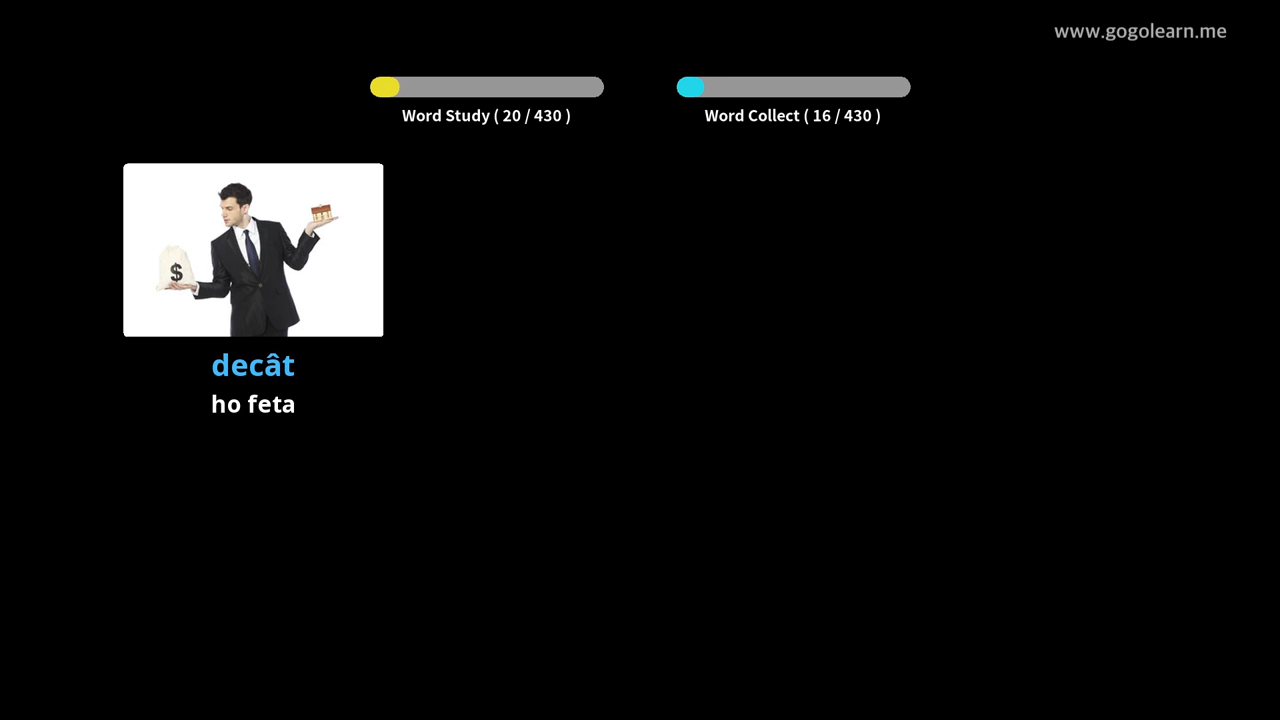 www.gogolearn.me
Word Study ( 20 / 430 )
Word Collect ( 16 / 430 )
$
decât
ho feta